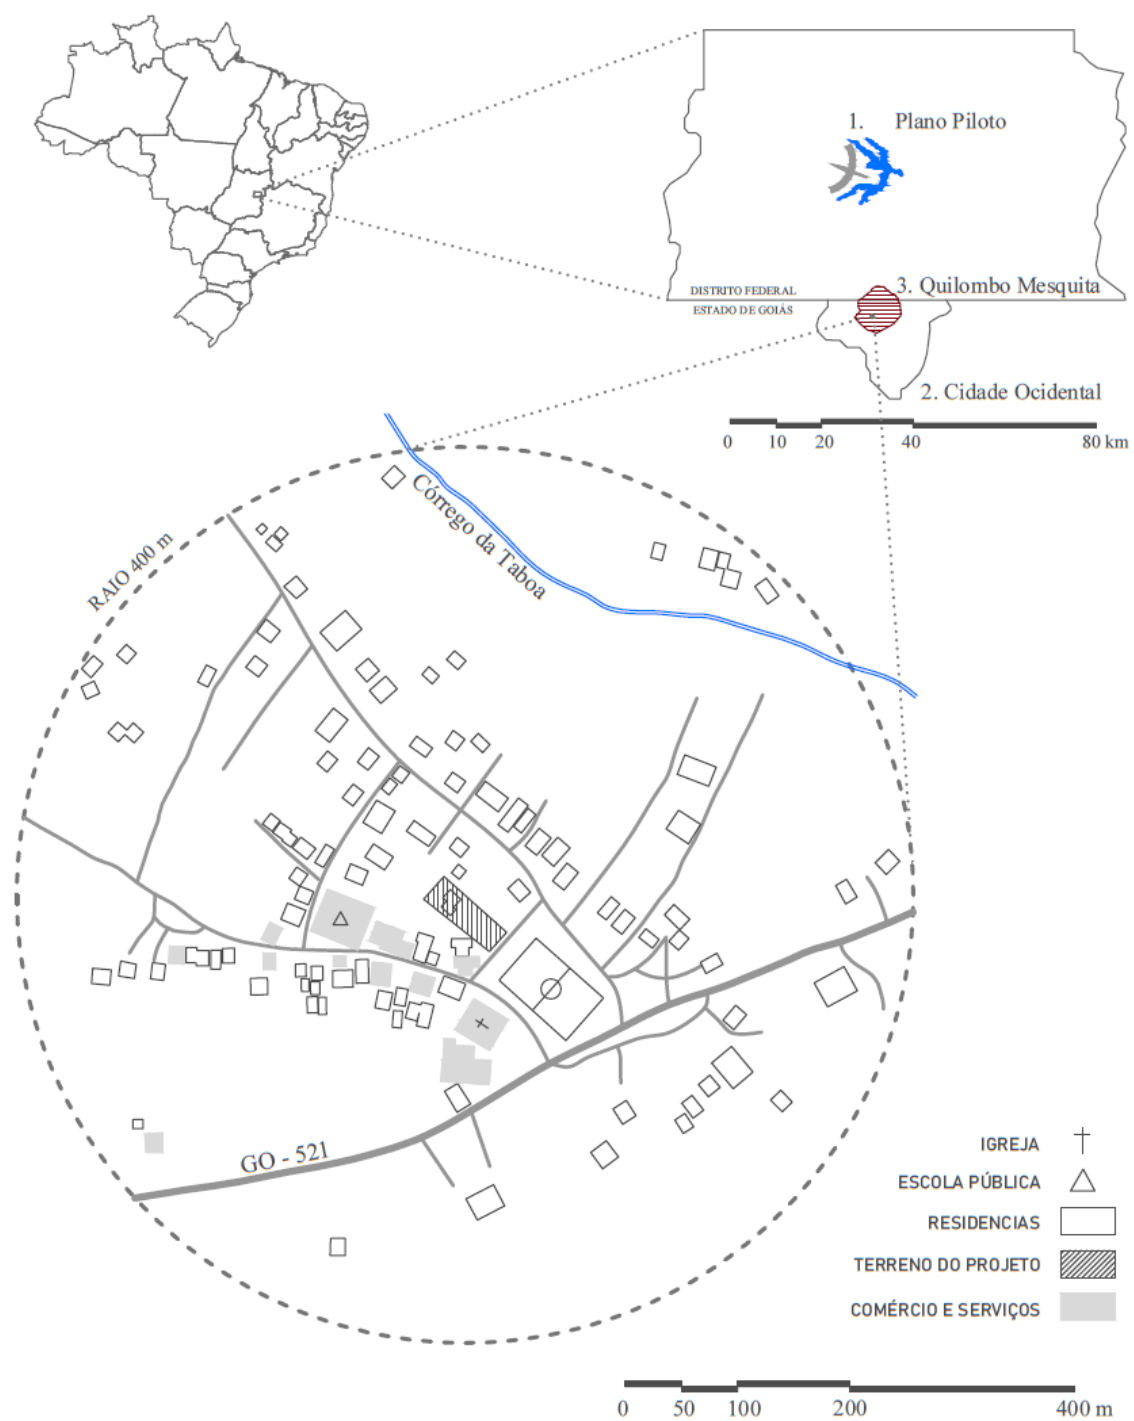 1. Plano Piloto
DISTRITO FEDERAL
3. Quilombo Mesquita
ESTADO DE GOIÁS
2. Cidade Ocidental
0 10 20 40 80 km
Córrego da Taboa
RAIO 400 m
GO - 521
IGREJA
ESCOLA PÚBLICA
RESIDENCIAS
TERRENO DO PROJETO
COMÉRCIO E SERVIÇOS
0 50 100 200 400 m